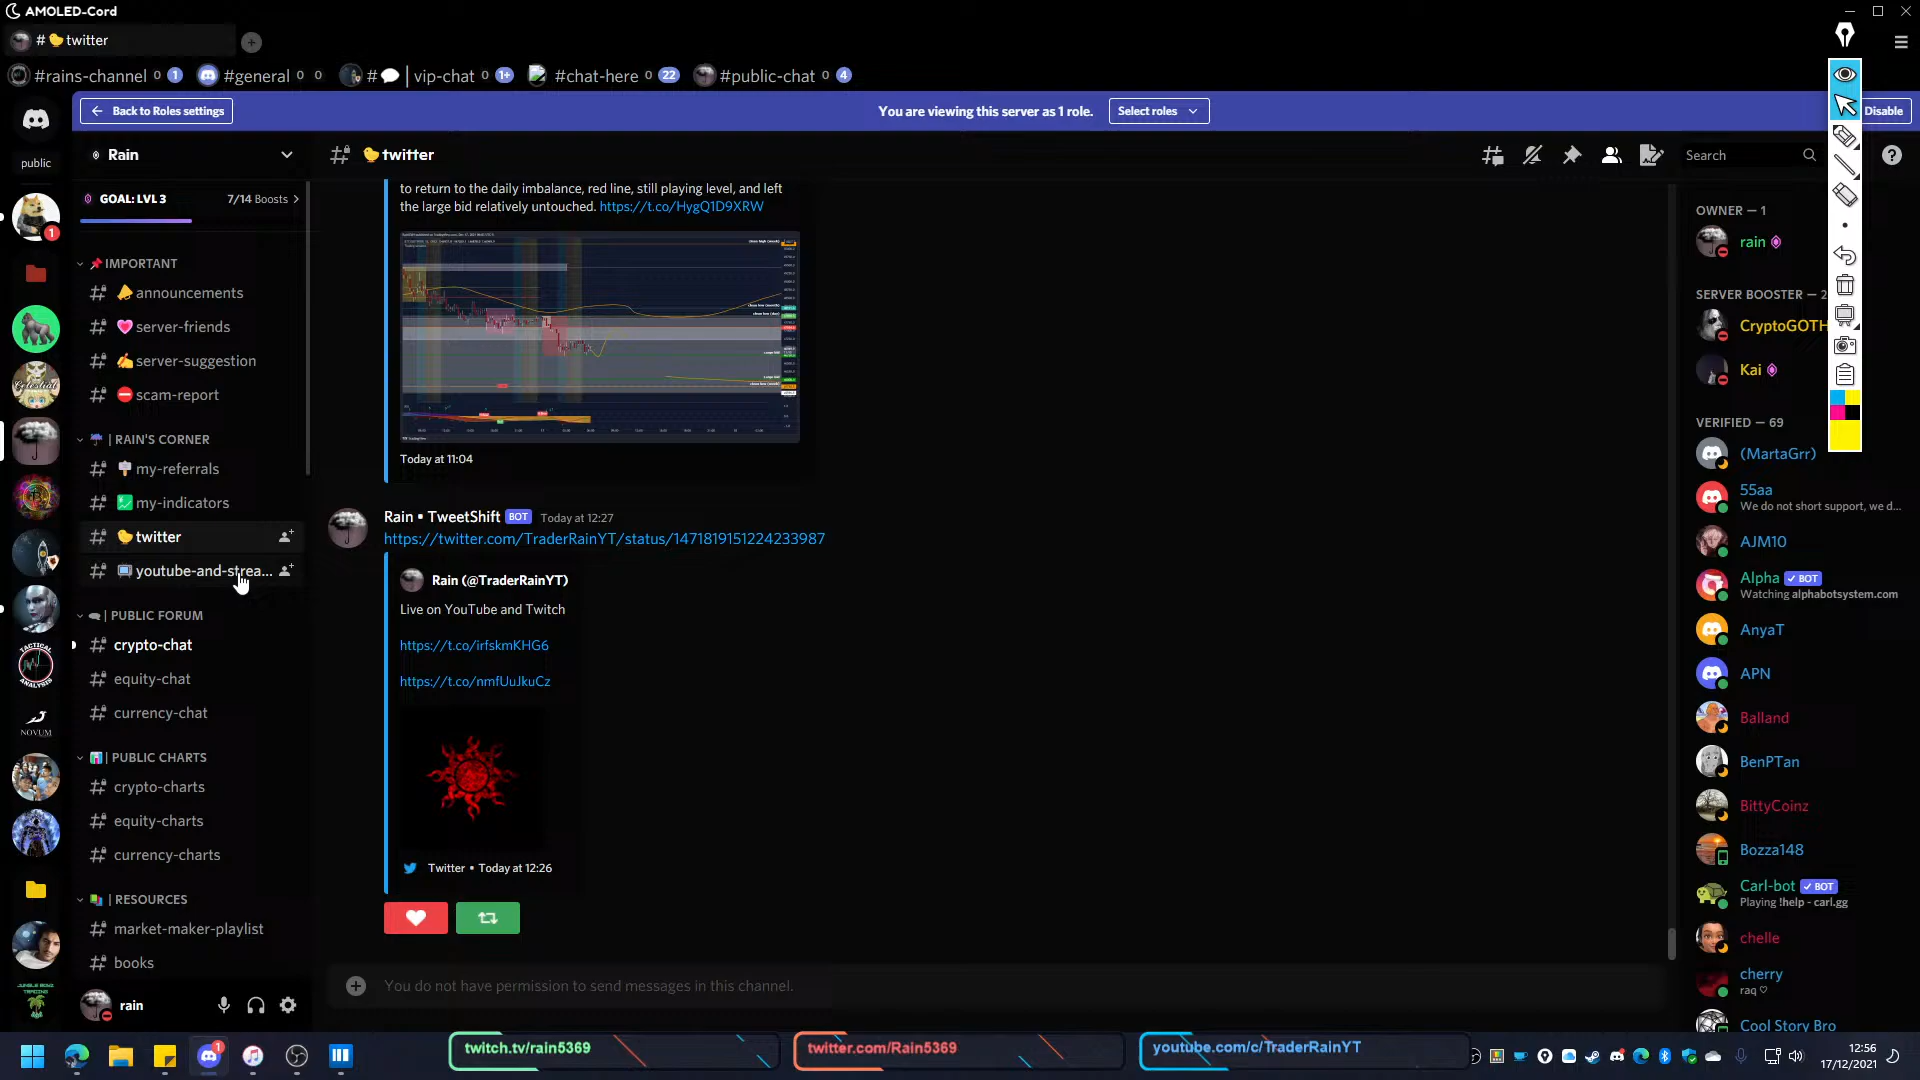 AMOLED-Cord
# twitter
#rains-channel 0 1
#general 0 0
# | vip-chat 0 1+
#chat-here 0 22
#public-chat 0 4
Back to Roles settings
You are viewing this server as 1 role.
Select roles
Disable
public
Rain
twitter
Search
GOAL: LVL 3
7/14 Boosts
IMPORTANT
announcements
server-friends
server-suggestion
scam-report
| RAIN'S CORNER
my-referrals
my-indicators
twitter
youtube-and-strea...
| PUBLIC FORUM
crypto-chat
equity-chat
currency-chat
| PUBLIC CHARTS
crypto-charts
equity-charts
currency-charts
| RESOURCES
market-maker-playlist
books
rain
1
Celestial
TACTICAL
ANALYSIS
NOVUM
JUNGLE BOYZ
TRADING
to return to the daily imbalance, red line, still playing level, and left
the large bid relatively untouched. https://t.co/HygQ1D9XRW
Today at 11:04
Rain • TweetShift BOT Today at 12:27
https://twitter.com/TraderRainYT/status/1471819151224233987
Rain (@TraderRainYT)
Live on YouTube and Twitch
https://t.co/irfskmKHG6
https://t.co/nmfUuJkuCz
Twitter • Today at 12:26
You do not have permission to send messages in this channel.
OWNER — 1
rain
SERVER BOOSTER — 2
CryptoGOTH
Kai
VERIFIED — 69
(MartaGrr)
55aa
We do not short support, we d...
AJM10
Alpha BOT
Watching alphabotsystem.com
AnyaT
APN
Balland
BenPTan
BittyCoinz
Bozza148
Carl-bot BOT
Playing !help - carl.gg
chelle
cherry
raq ♡
Cool Story Bro
1
twitch.tv/rain5369
twitter.com/Rain5369
youtube.com/c/TraderRainYT
12:56
17/12/2021